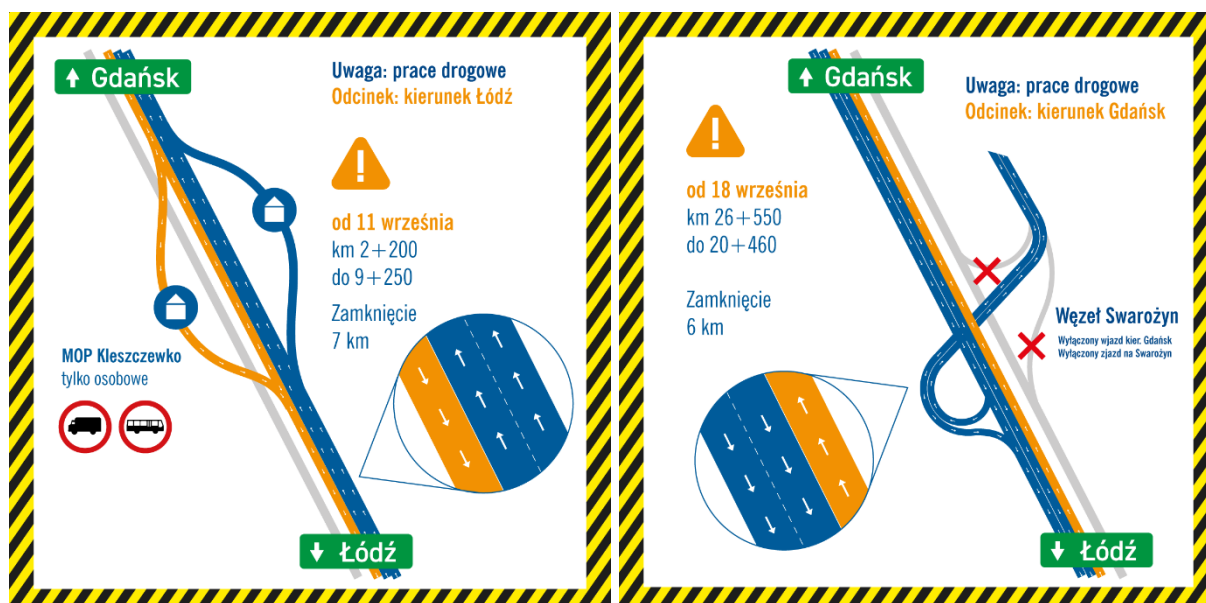 Gdańsk
Uwaga: prace drogowe
Odcinek: kierunek Łódź
!
od 11 września
km 2+200
do 9+250
Zamknięcie
7 km
MOP Kleszczewko
tylko osobowe
Łódź
Gdańsk
Uwaga: prace drogowe
Odcinek: kierunek Gdańsk
!
od 18 września
km 26+550
do 20+460
Zamknięcie
6 km
Węzeł Swarożyn
Wyłączony wjazd kier. Gdańsk
Wyłączony zjazd na Swarożyn
Łódź